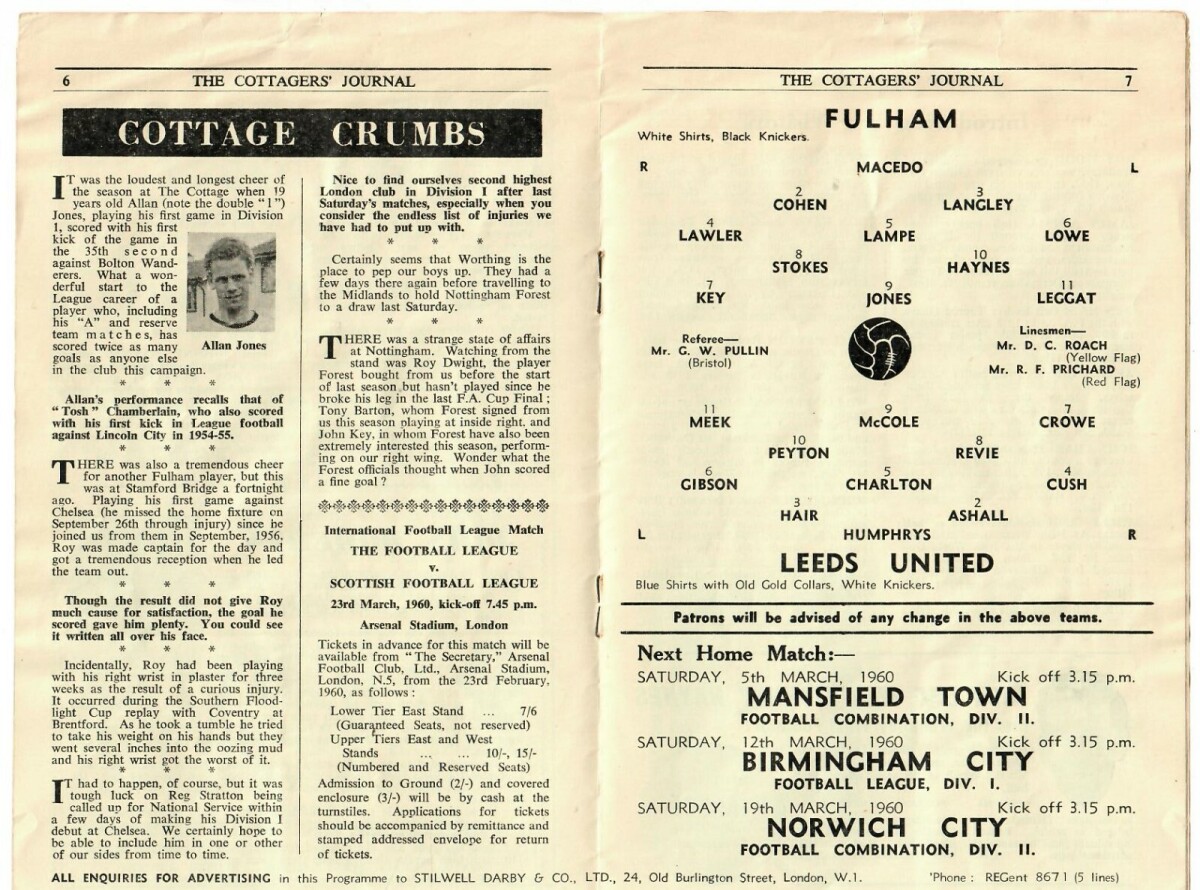 6
THE COTTAGERS' JOURNAL
COTTAGE CRUMBS
IT was the loudest and longest cheer of
the season at The Cottage when 19
years old Allan (note the double "l")
Jones, playing his first game in Division
1, scored with his first
kick of the game in
the 35th second
against Bolton Wand-
erers. What a won-
derful start to the
League career of a
player who, including
his "A" and reserve
team matches, has
scored twice as many
goals as anyone else
in the club this campaign.
Allan Jones
* * *
Allan's performance recalls that of
"Tosh" Chamberlain, who also scored
with his first kick in League football
against Lincoln City in 1954-55.
* * *
THERE was also a tremendous cheer
for another Fulham player, but this
was at Stamford Bridge a fortnight
ago. Playing his first game against
Chelsea (he missed the home fixture on
September 26th through injury) since he
joined us from them in September, 1956,
Roy was made captain for the day and
got a tremendous reception when he led
the team out.
* * *
Though the result did not give Roy
much cause for satisfaction, the goal he
scored gave him plenty. You could see
it written all over his face.
* * *
Incidentally, Roy had been playing
with his right wrist in plaster for three
weeks as the result of a curious injury.
It occurred during the Southern Flood-
light Cup replay with Coventry at
Brentford. As he took a tumble he tried
to take his weight on his hands but they
went several inches into the oozing mud
and his right wrist got the worst of it.
* * *
IT had to happen, of course, but it was
tough luck on Reg Stratton being
called up for National Service within
a few days of making his Division I
debut at Chelsea. We certainly hope to
be able to include him in one or other
of our sides from time to time.
Nice to find ourselves second highest
London club in Division I after last
Saturday's matches, especially when you
consider the endless list of injuries we
have had to put up with.
* * *
Certainly seems that Worthing is the
place to pep our boys up. They had a
few days there again before travelling to
the Midlands to hold Nottingham Forest
to a draw last Saturday.
* * *
THERE was a strange state of affairs
at Nottingham. Watching from the
stand was Roy Dwight, the player
Forest bought from us before the start
of last season but hasn't played since he
broke his leg in the last F.A. Cup Final ;
Tony Barton, whom Forest signed from
us this season playing at inside right, and
John Key, in whom Forest have also been
extremely interested this season, perform-
ing on our right wing. Wonder what the
Forest officials thought when John scored
a fine goal ?
International Football League Match
THE FOOTBALL LEAGUE
v.
SCOTTISH FOOTBALL LEAGUE
23rd March, 1960, kick-off 7.45 p.m.
Arsenal Stadium, London
Tickets in advance for this match will be
available from "The Secretary," Arsenal
Football Club, Ltd., Arsenal Stadium,
London, N.5, from the 23rd February,
1960, as follows :
Lower Tier East Stand ... 7/6
(Guaranteed Seats, not reserved)
Upper Tiers East and West
Stands ... ... 10/-, 15/-
(Numbered and Reserved Seats)
Admission to Ground (2/-) and covered
enclosure (3/-) will be by cash at the
turnstiles. Applications for tickets
should be accompanied by remittance and
stamped addressed envelope for return
of tickets.
THE COTTAGERS' JOURNAL
7
FULHAM
White Shirts, Black Knickers.
R MACEDO L
2 3
COHEN LANGLEY
4 5 6
LAWLER LAMPE LOWE
8 10
STOKES HAYNES
7 9 11
KEY JONES LEGGAT
Referee—
Mr. G. W. PULLIN
(Bristol)
Linesmen—
Mr. D. C. ROACH
(Yellow Flag)
Mr. R. F. PRICHARD
(Red Flag)
11 9 7
MEEK McCOLE CROWE
10 8
PEYTON REVIE
6 5 4
GIBSON CHARLTON CUSH
3 2
HAIR ASHALL
L HUMPHRYS R
LEEDS UNITED
Blue Shirts with Old Gold Collars, White Knickers.
Patrons will be advised of any change in the above teams.
Next Home Match:—
SATURDAY, 5th MARCH, 1960 Kick off 3.15 p.m.
MANSFIELD TOWN
FOOTBALL COMBINATION, DIV. II.
SATURDAY, 12th MARCH, 1960 Kick off 3.15 p.m.
BIRMINGHAM CITY
FOOTBALL LEAGUE, DIV. I.
SATURDAY, 19th MARCH, 1960 Kick off 3.15 p.m.
NORWICH CITY
FOOTBALL COMBINATION, DIV. II.
ALL ENQUIRIES FOR ADVERTISING in this Programme to STILWELL DARBY & CO., LTD., 24, Old Burlington Street, London, W.1. 'Phone : REGent 8671 (5 lines)